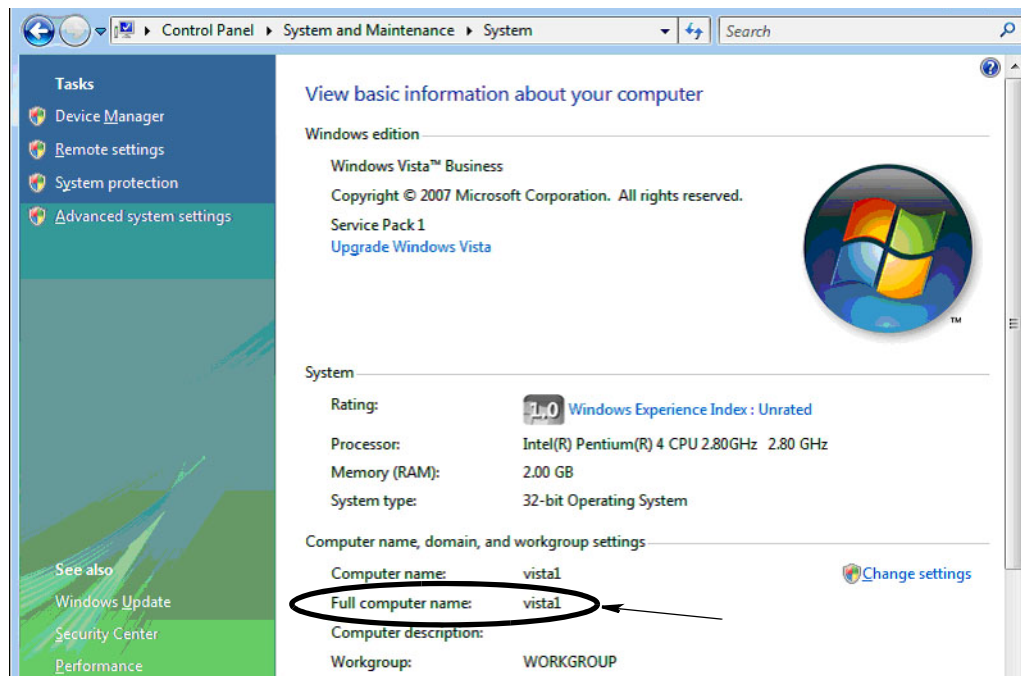 Control Panel System and Maintenance System Search
Tasks
Device Manager
Remote settings
System protection
Advanced system settings
See also
Windows Update
Security Center
Performance
View basic information about your computer
Windows edition
Windows Vista™ Business
Copyright © 2007 Microsoft Corporation. All rights reserved.
Service Pack 1
Upgrade Windows Vista
TM
System
Rating: 1,0 Windows Experience Index : Unrated
Processor: Intel(R) Pentium(R) 4 CPU 2.80GHz 2.80 GHz
Memory (RAM): 2.00 GB
System type: 32-bit Operating System
Computer name, domain, and workgroup settings
Computer name: vista1 Change settings
Full computer name: vista1
Computer description:
Workgroup: WORKGROUP